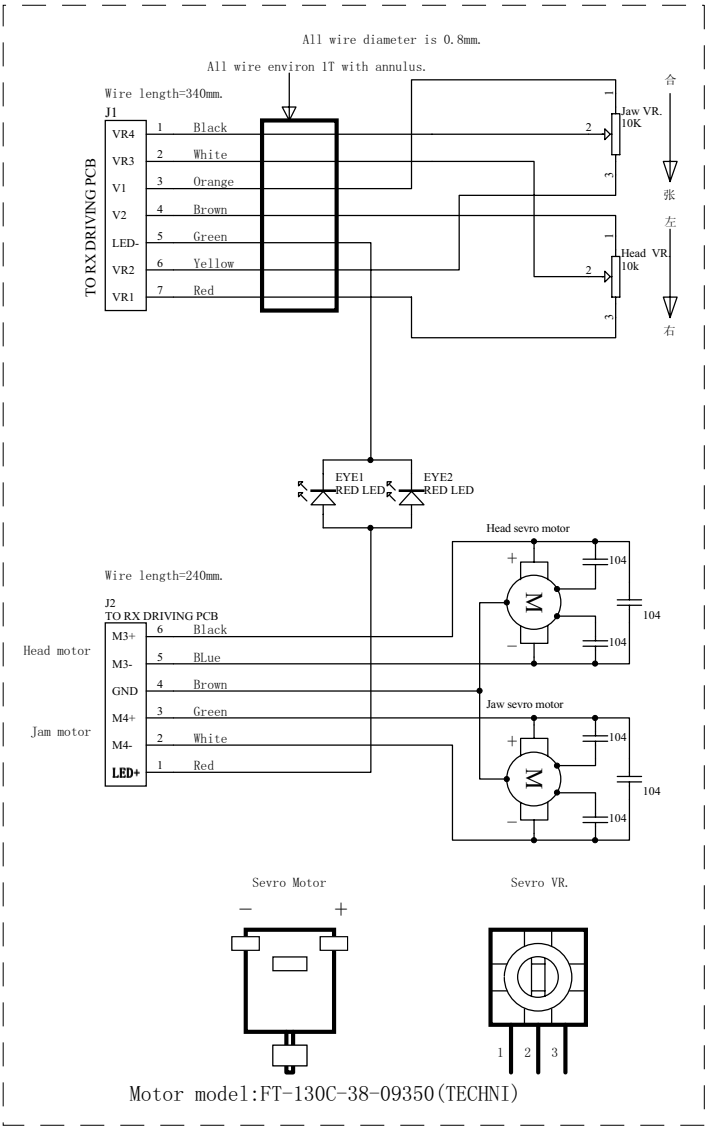 All wire diameter is 0.8mm.
All wire environ 1T with annulus.
Wire length=340mm.
J1
TO RX DRIVING PCB
VR4 1 Black
VR3 2 White
V1 3 Orange
V2 4 Brown
LED- 5 Green
VR2 6 Yellow
VR1 7 Red
1
Jaw VR.
10K
2
3
合
张
1
Head VR.
10k
2
3
左
右
EYE1
RED LED
EYE2
RED LED
Wire length=240mm.
J2
TO RX DRIVING PCB
Head motor
Jam motor
M3+ 6 Black
M3- 5 BLue
GND 4 Brown
M4+ 3 Green
M4- 2 White
LED+ 1 Red
Head sevro motor
+
M
−
104
104
104
Jaw sevro motor
+
M
−
104
104
104
Sevro Motor
− +
Sevro VR.
1 2 3
Motor model:FT-130C-38-09350(TECHNI)